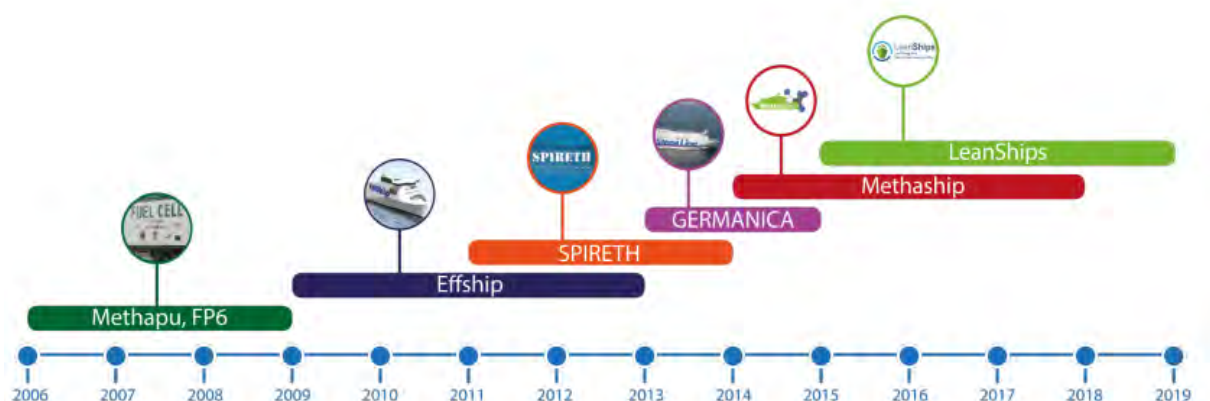 LeanShips
LeanShips
Methaship
GERMANICA
SPIRETH
SPIRETH
Effship
FUEL CELL
Methapu, FP6
2006 2007 2008 2009 2010 2011 2012 2013 2014 2015 2016 2017 2018 2019